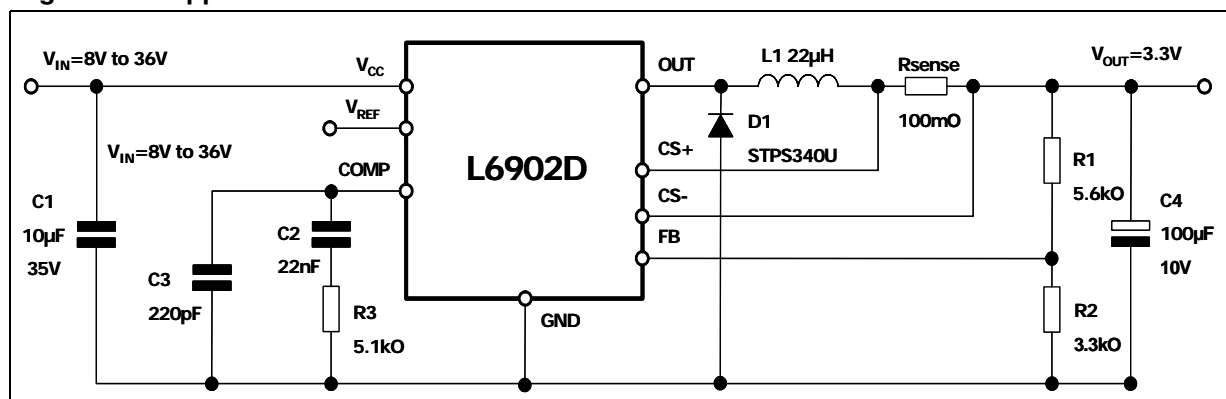 V_IN=8V to 36V
V_CC
V_REF
V_IN=8V to 36V
COMP
L6902D
OUT
CS+
CS-
FB
GND
L1 22µH
Rsense
100mO
V_OUT=3.3V
D1
STPS340U
C1
10µF
35V
C3
220pF
C2
22nF
R3
5.1kO
R1
5.6kO
R2
3.3kO
C4
100µF
10V